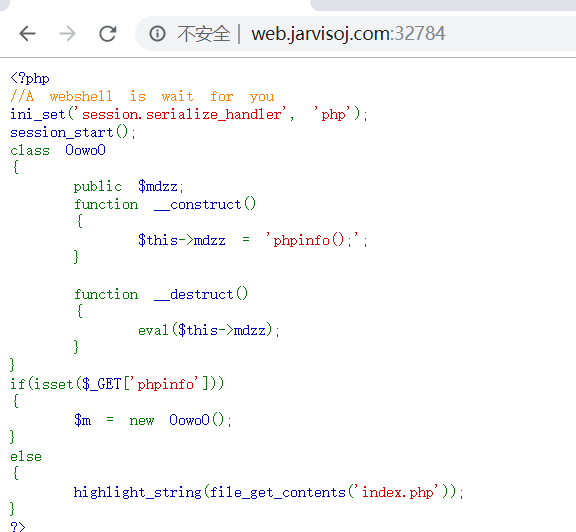 不安全 | web.jarvisoj.com:32784
<?php
//A webshell is wait for you
ini_set('session.serialize_handler', 'php');
session_start();
class OowoO
{
public $mdzz;
function __construct()
{
$this->mdzz = 'phpinfo();';
}
function __destruct()
{
eval($this->mdzz);
}
}
if(isset($_GET['phpinfo']))
{
$m = new OowoO();
}
else
{
highlight_string(file_get_contents('index.php'));
}
?>